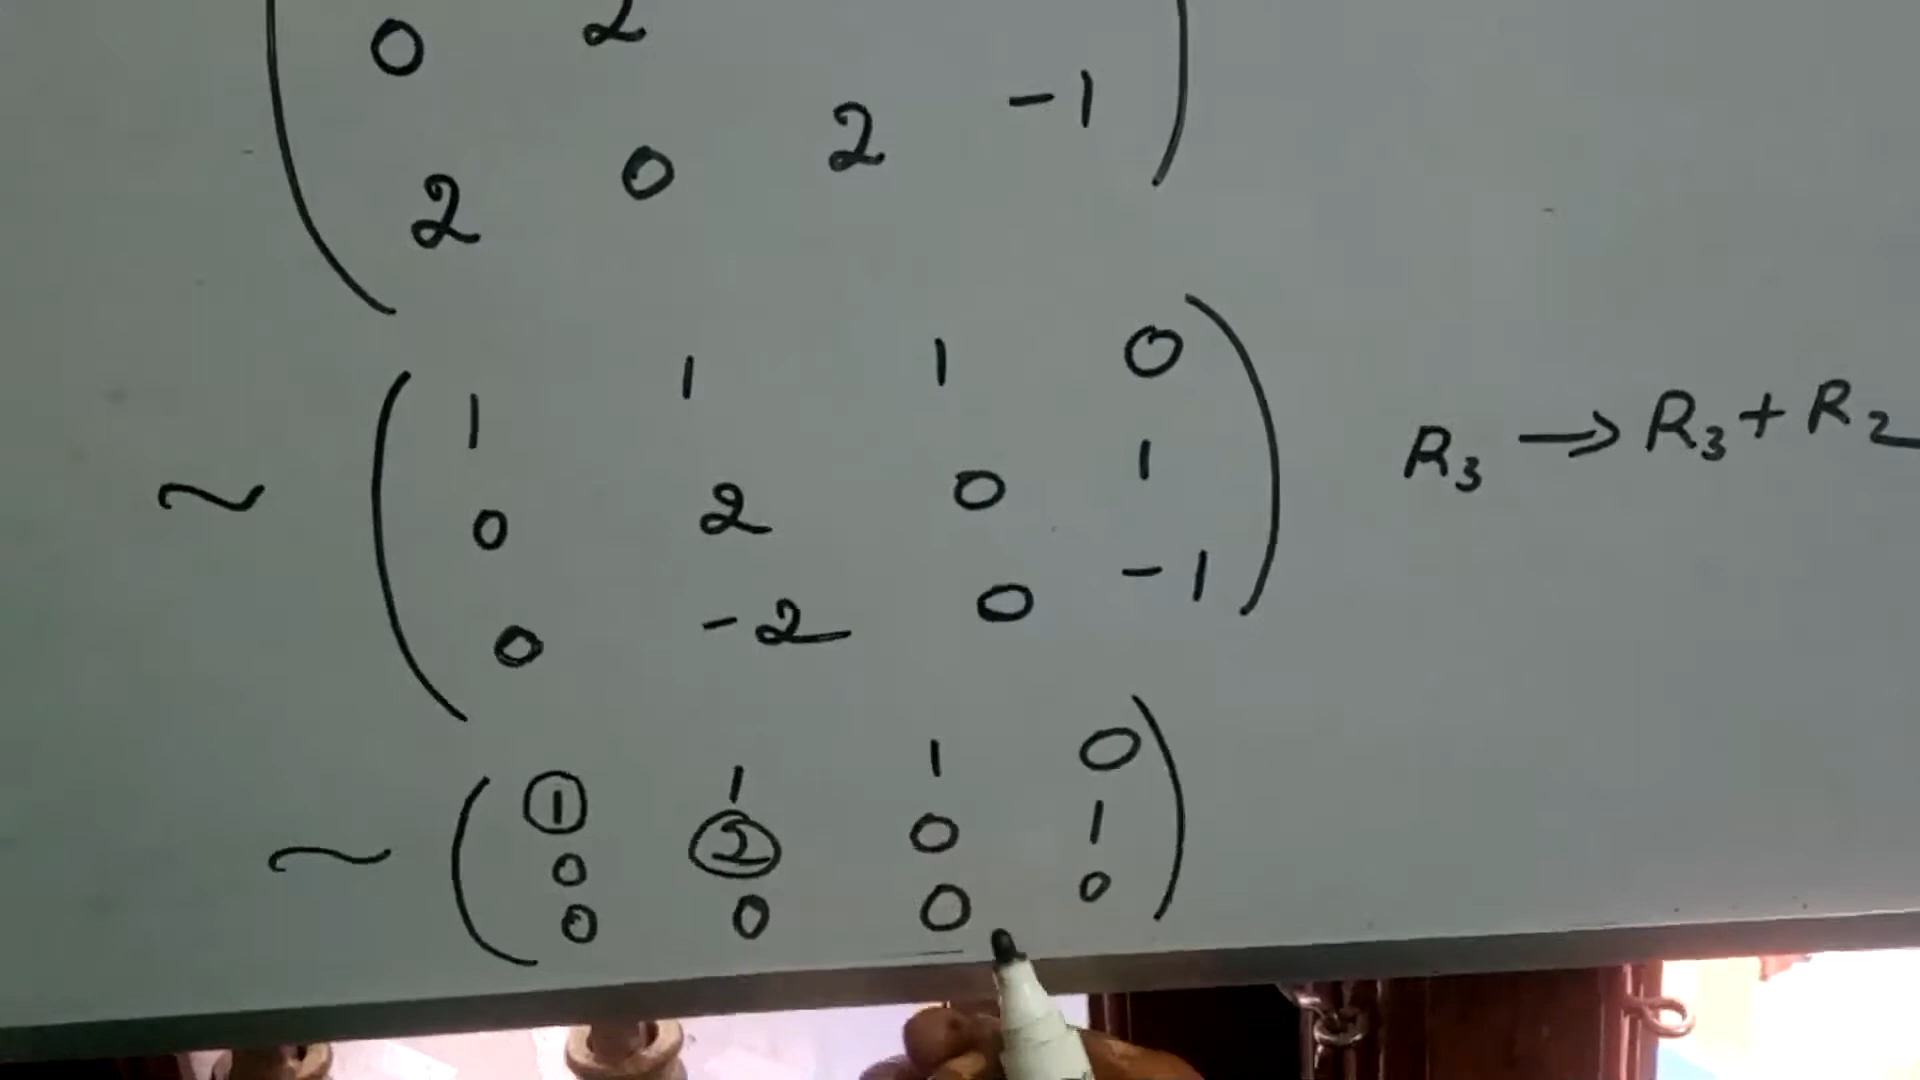 0 2
2 0 2 -1
1 1 1 0
0 2 0 1
0 -2 0 -1
R₃ → R₃ + R₂
~
1 1 1 0
0 2 0 1
0 0 0 0
~